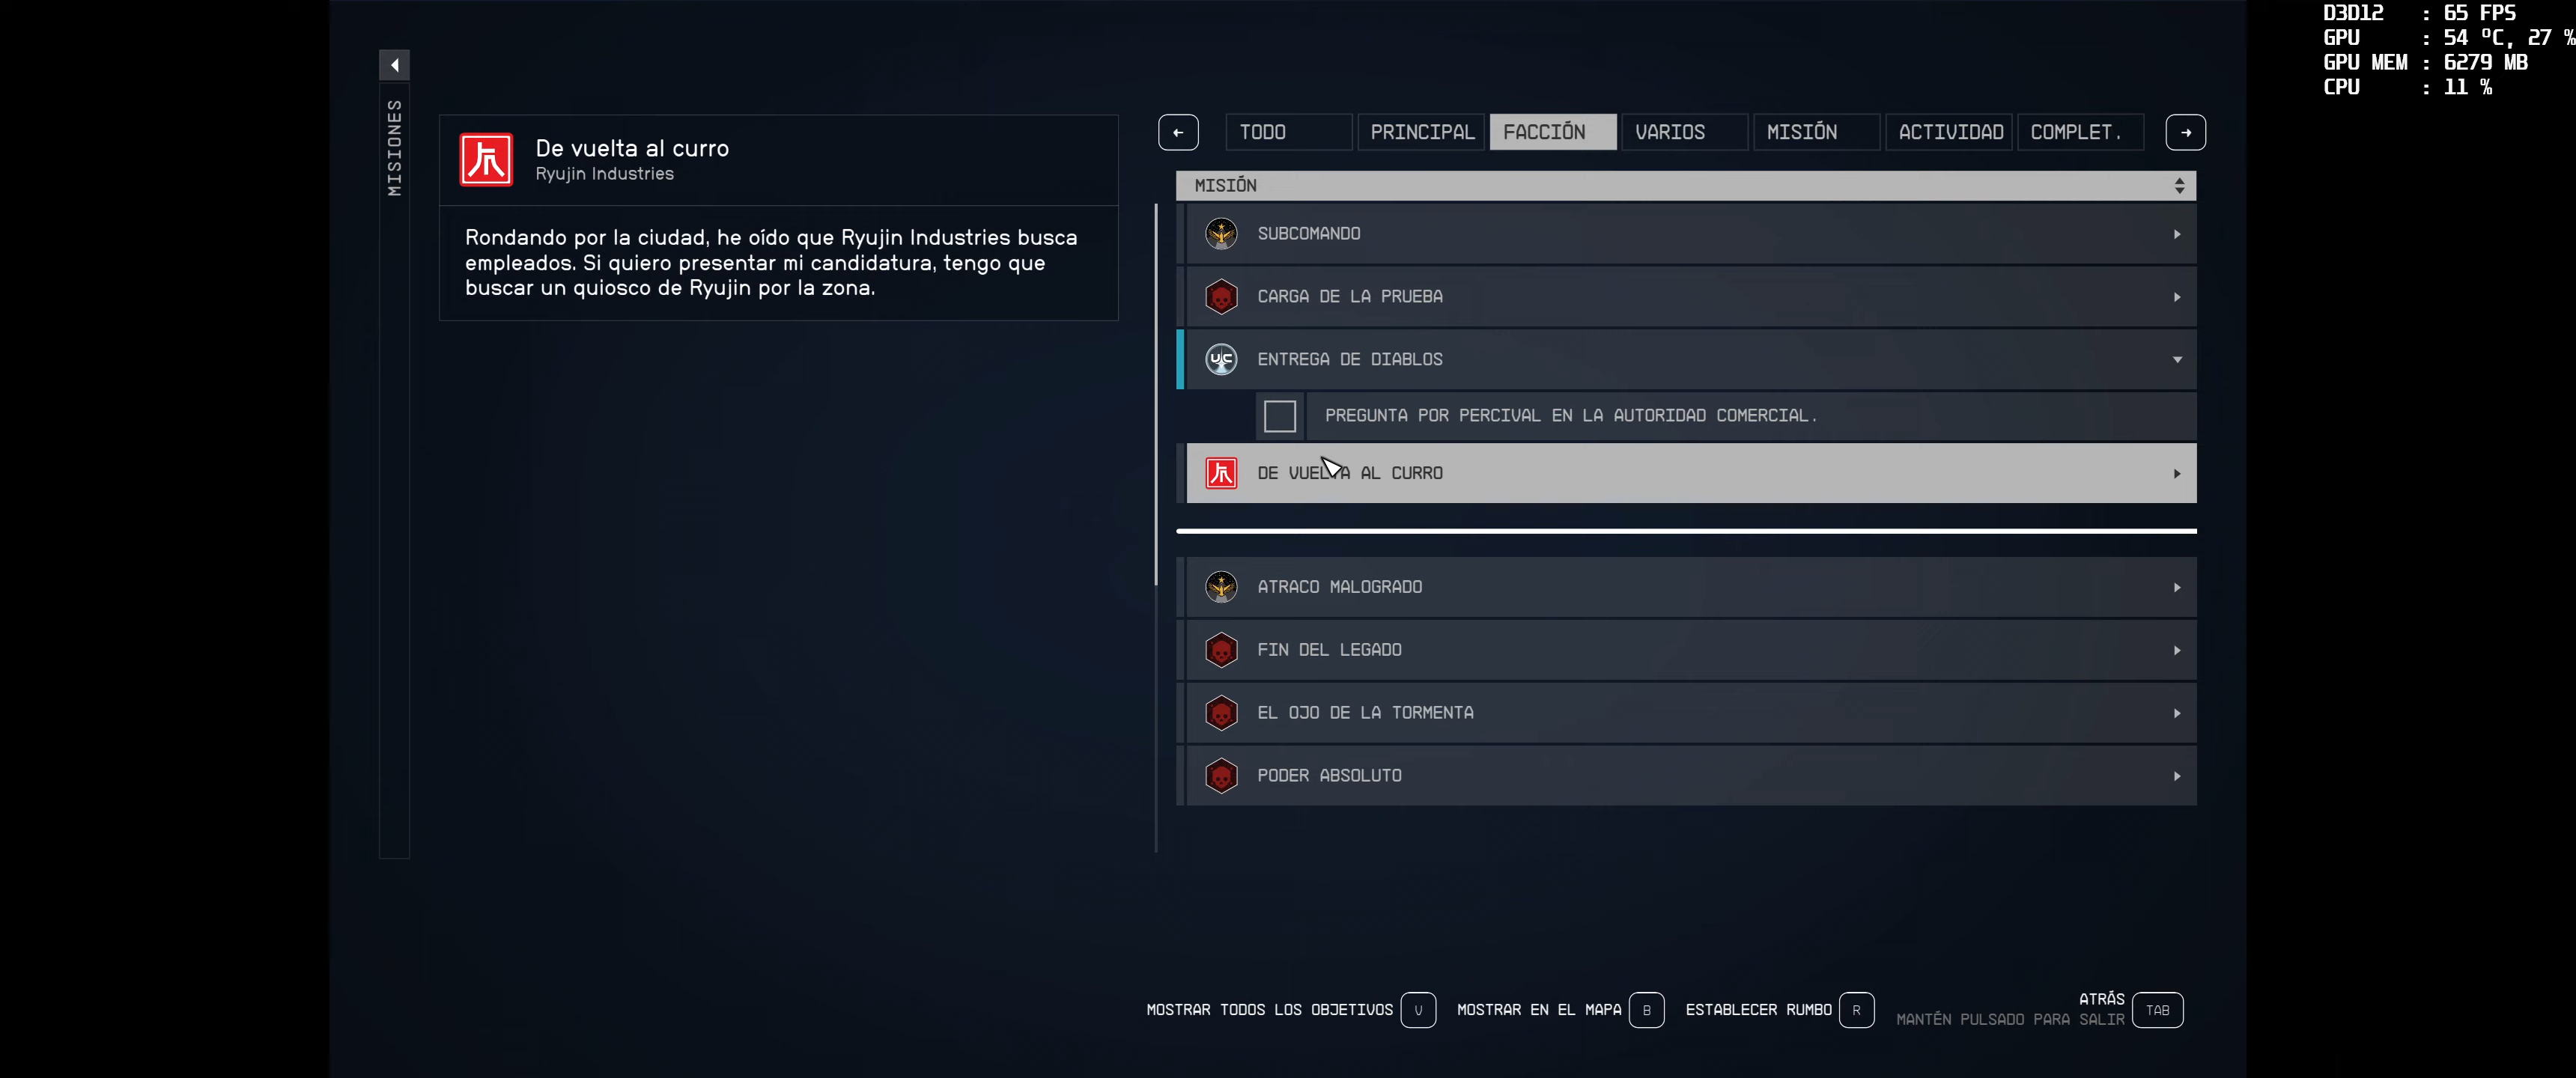 D3D12 : 65 FPS
GPU : 54 ºC, 27 %
GPU MEM : 6279 MB
CPU : 11 %
MISIONES
De vuelta al curro
Ryujin Industries
Rondando por la ciudad, he oído que Ryujin Industries busca
empleados. Si quiero presentar mi candidatura, tengo que
buscar un quiosco de Ryujin por la zona.
TODO PRINCIPAL FACCIÓN VARIOS MISIÓN ACTIVIDAD COMPLET.
MISIÓN
SUBCOMANDO
CARGA DE LA PRUEBA
UC ENTREGA DE DIABLOS
PREGUNTA POR PERCIVAL EN LA AUTORIDAD COMERCIAL.
DE VUELTA AL CURRO
ATRACO MALOGRADO
FIN DEL LEGADO
EL OJO DE LA TORMENTA
PODER ABSOLUTO
MOSTRAR TODOS LOS OBJETIVOS V MOSTRAR EN EL MAPA B ESTABLECER RUMBO R ATRÁS TAB
MANTÉN PULSADO PARA SALIR